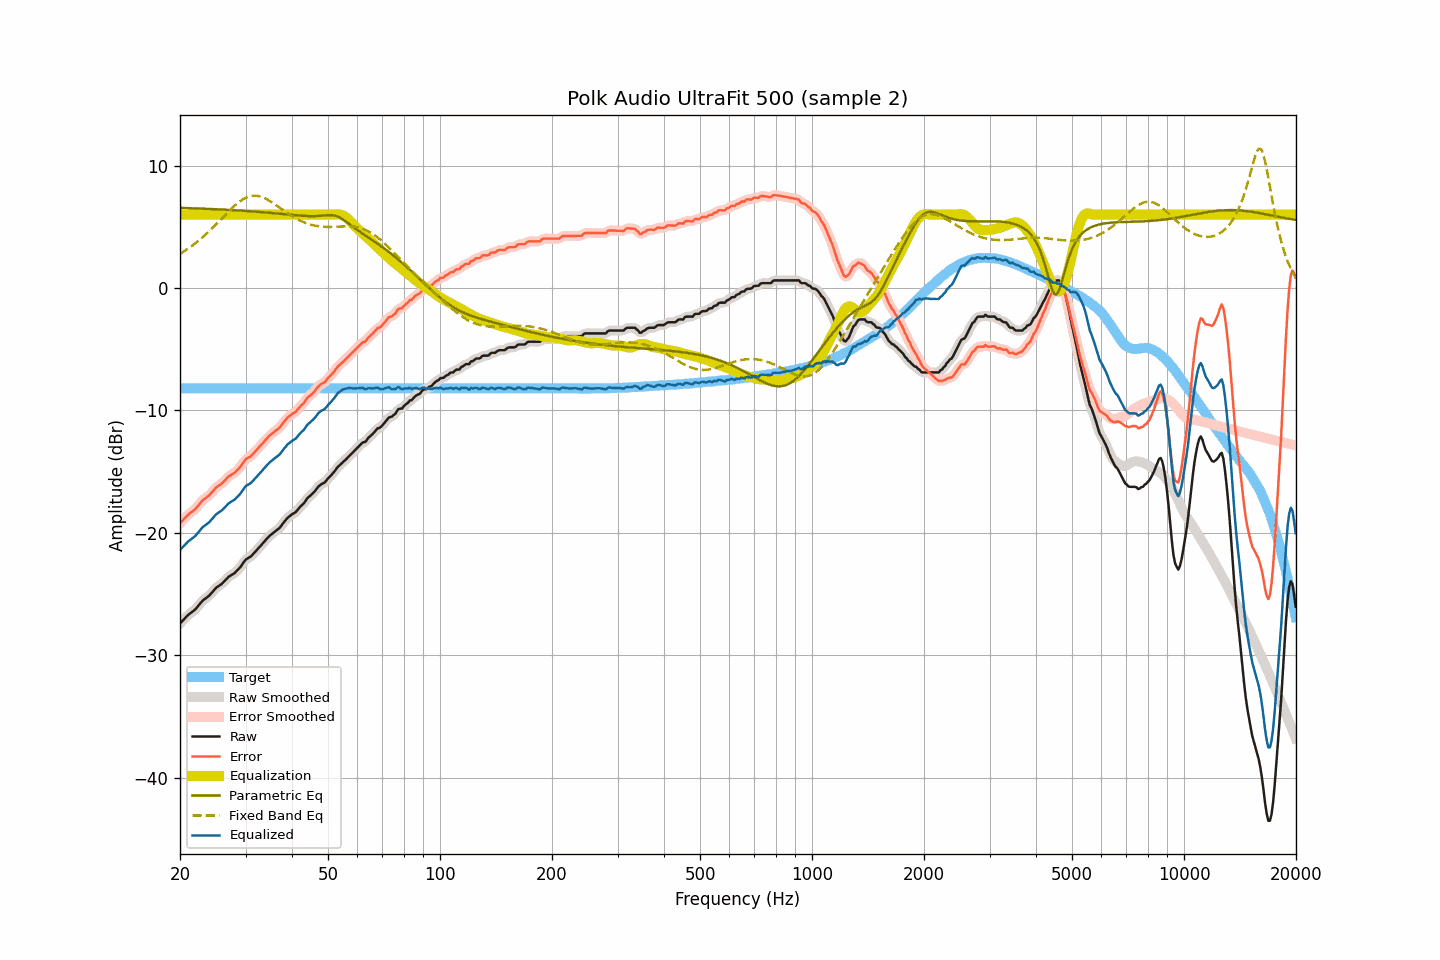 Polk Audio UltraFit 500 (sample 2)
10
0
−10
−20
−30
−40
Amplitude (dBr)
Target
Raw Smoothed
Error Smoothed
Raw
Error
Equalization
Parametric Eq
Fixed Band Eq
Equalized
20 50 100 200 500 1000 2000 5000 10000 20000
Frequency (Hz)